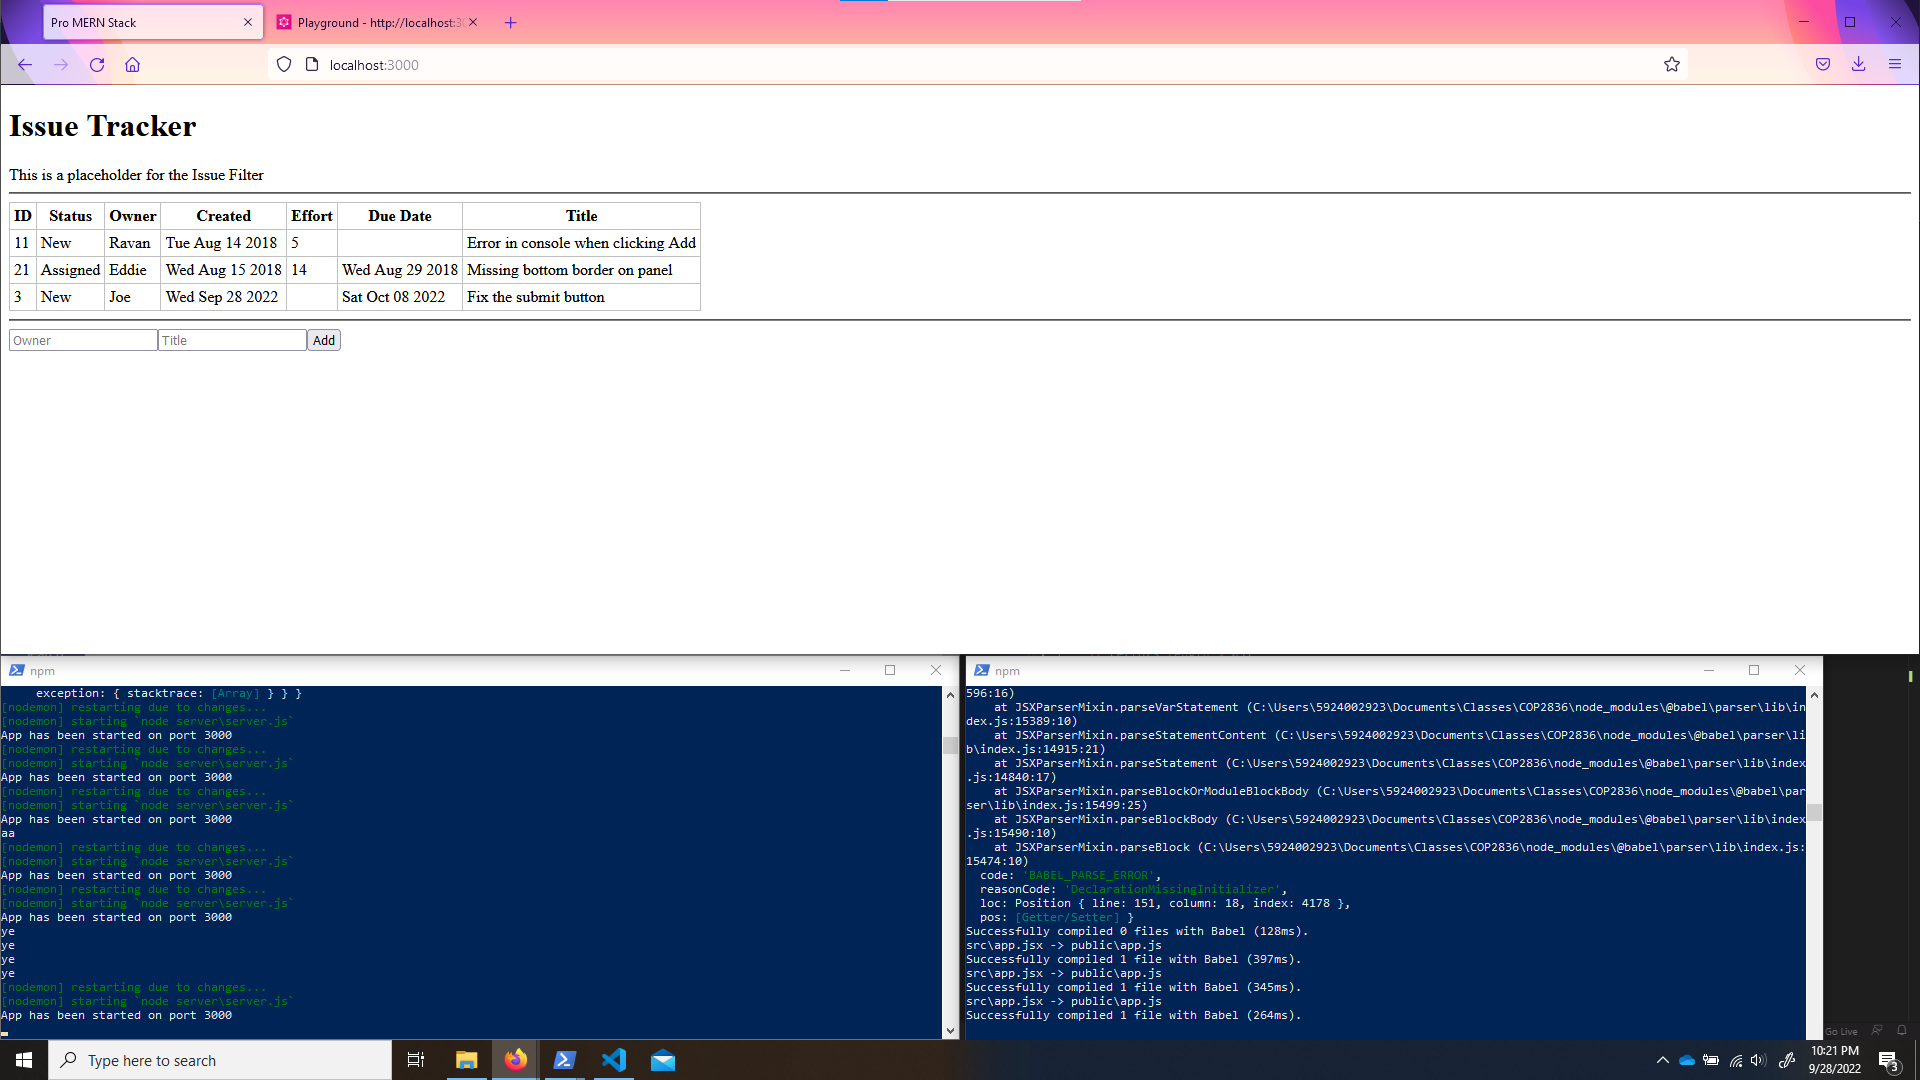 Pro MERN Stack
Playground - http://localhost:30
localhost:3000
Issue Tracker
This is a placeholder for the Issue Filter
ID Status Owner Created Effort Due Date Title
11 New Ravan Tue Aug 14 2018 5 Error in console when clicking Add
21 Assigned Eddie Wed Aug 15 2018 14 Wed Aug 29 2018 Missing bottom border on panel
3 New Joe Wed Sep 28 2022 Sat Oct 08 2022 Fix the submit button
Owner Title Add
npm
exception: { stacktrace: [Array] } } }
[nodemon] restarting due to changes...
[nodemon] starting `node server\server.js`
App has been started on port 3000
[nodemon] restarting due to changes...
[nodemon] starting `node server\server.js`
App has been started on port 3000
[nodemon] restarting due to changes...
[nodemon] starting `node server\server.js`
App has been started on port 3000
aa
[nodemon] restarting due to changes...
[nodemon] starting `node server\server.js`
App has been started on port 3000
[nodemon] restarting due to changes...
[nodemon] starting `node server\server.js`
App has been started on port 3000
ye
ye
ye
ye
[nodemon] restarting due to changes...
[nodemon] starting `node server\server.js`
App has been started on port 3000
npm
596:16)
at JSXParserMixin.parseVarStatement (C:\Users\5924002923\Documents\Classes\COP2836\node_modules\@babel\parser\lib\in
dex.js:15389:10)
at JSXParserMixin.parseStatementContent (C:\Users\5924002923\Documents\Classes\COP2836\node_modules\@babel\parser\li
b\index.js:14915:21)
at JSXParserMixin.parseStatement (C:\Users\5924002923\Documents\Classes\COP2836\node_modules\@babel\parser\lib\index
.js:14840:17)
at JSXParserMixin.parseBlockOrModuleBlockBody (C:\Users\5924002923\Documents\Classes\COP2836\node_modules\@babel\par
ser\lib\index.js:15499:25)
at JSXParserMixin.parseBlockBody (C:\Users\5924002923\Documents\Classes\COP2836\node_modules\@babel\parser\lib\index
.js:15490:10)
at JSXParserMixin.parseBlock (C:\Users\5924002923\Documents\Classes\COP2836\node_modules\@babel\parser\lib\index.js:
15474:10)
code: 'BABEL_PARSE_ERROR',
reasonCode: 'DeclarationMissingInitializer',
loc: Position { line: 151, column: 18, index: 4178 },
pos: [Getter/Setter] }
Successfully compiled 0 files with Babel (128ms).
src\app.jsx -> public\app.js
Successfully compiled 1 file with Babel (397ms).
src\app.jsx -> public\app.js
Successfully compiled 1 file with Babel (345ms).
src\app.jsx -> public\app.js
Successfully compiled 1 file with Babel (264ms).
Go Live
Type here to search
10:21 PM
9/28/2022
3